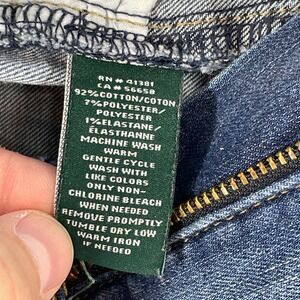 RN # 41381
CA # 56658
92% COTTON/COTON
7% POLYESTER/
POLYESTER
1% ELASTANE/
ÉLASTHANNE
MACHINE WASH
WARM
GENTLE CYCLE
WASH WITH
LIKE COLORS
ONLY NON
CHLORINE BLEACH
WHEN NEEDED
REMOVE PROMPTLY
TUMBLE DRY LOW
WARM IRON
IF NEEDED